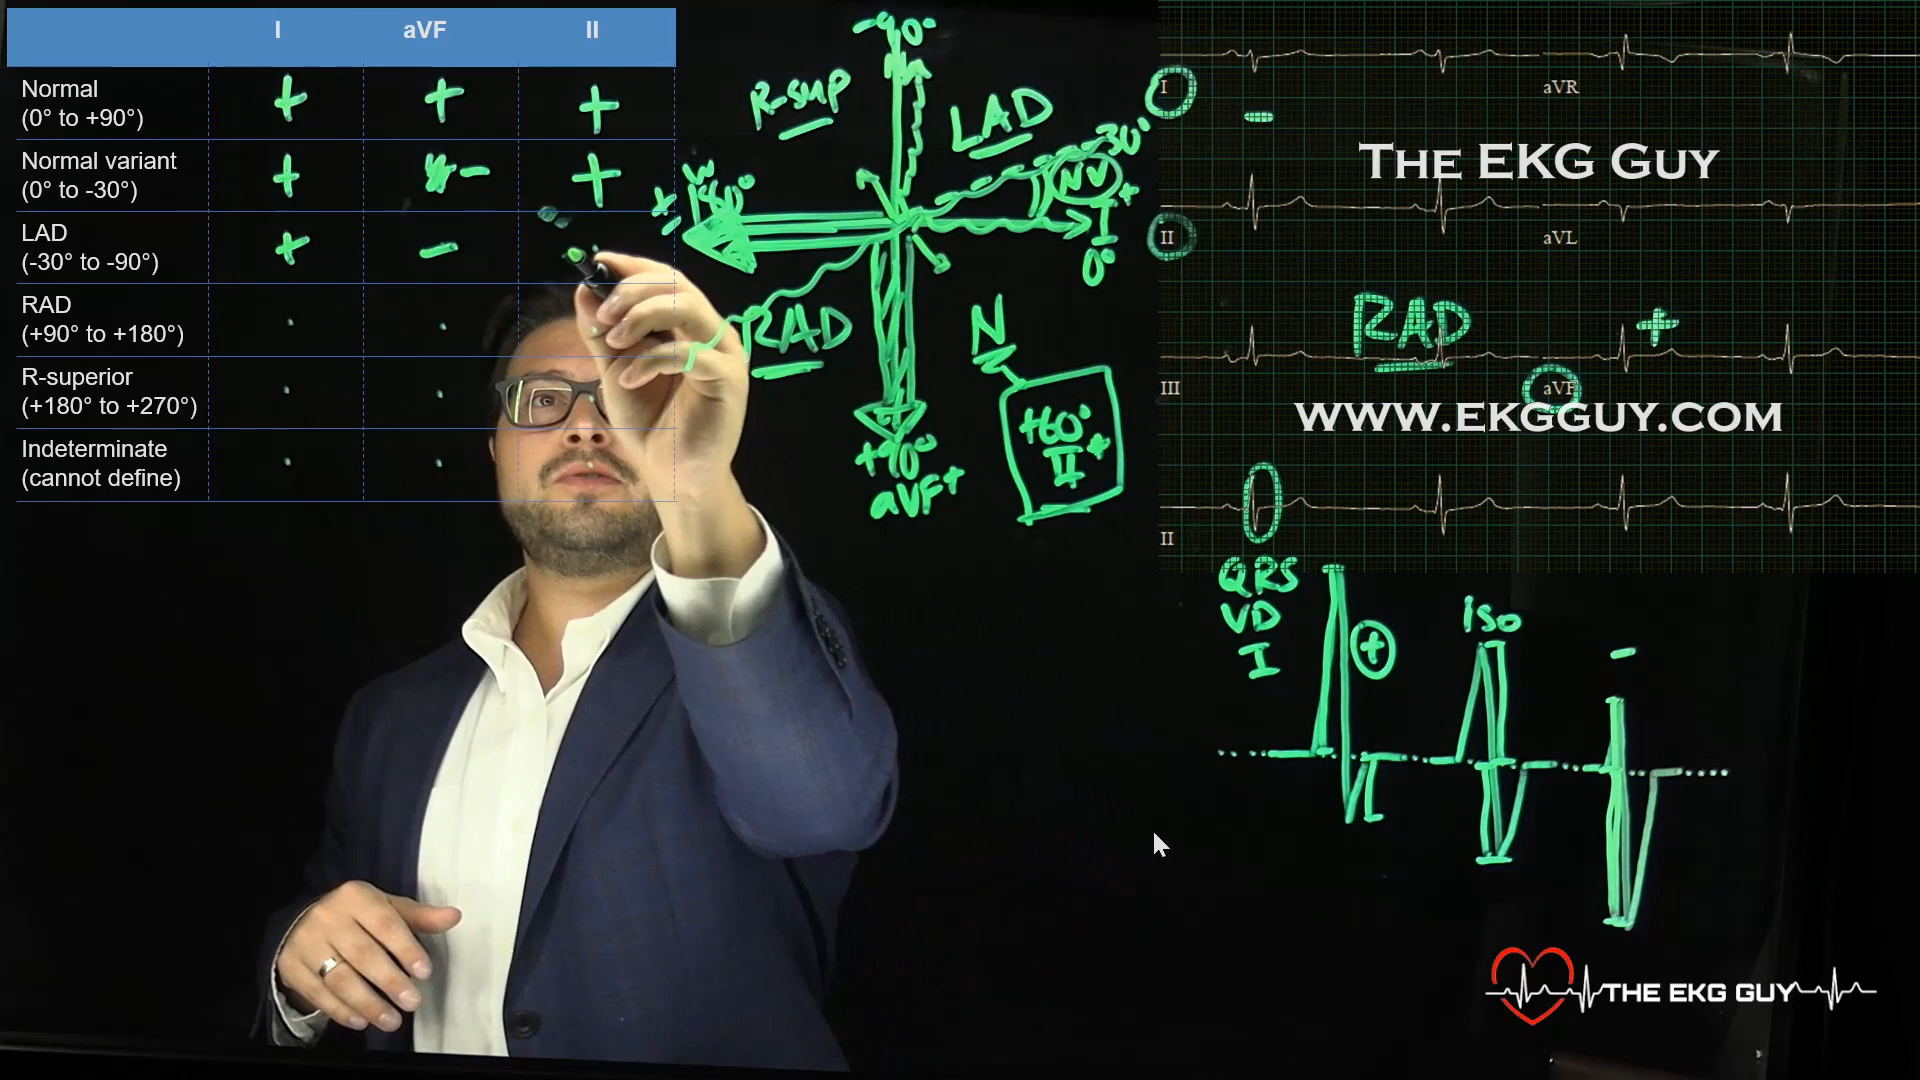 I aVF II
Normal + + +
(0° to +90°)
Normal variant + - +
(0° to -30°)
LAD + -
(-30° to -90°)
RAD
(+90° to +180°)
R-superior
(+180° to +270°)
Indeterminate
(cannot define)
-90°
R-sup
LAD
-30°
NV
± 180°
+
I
0°
RAD
N
+60°
II +
+90°
aVF+
I
aVR
-
THE EKG GUY
II
aVL
RAD +
III
aVF
WWW.EKGGUY.COM
II
QRS
VD
I
+
Iso
-
THE EKG GUY